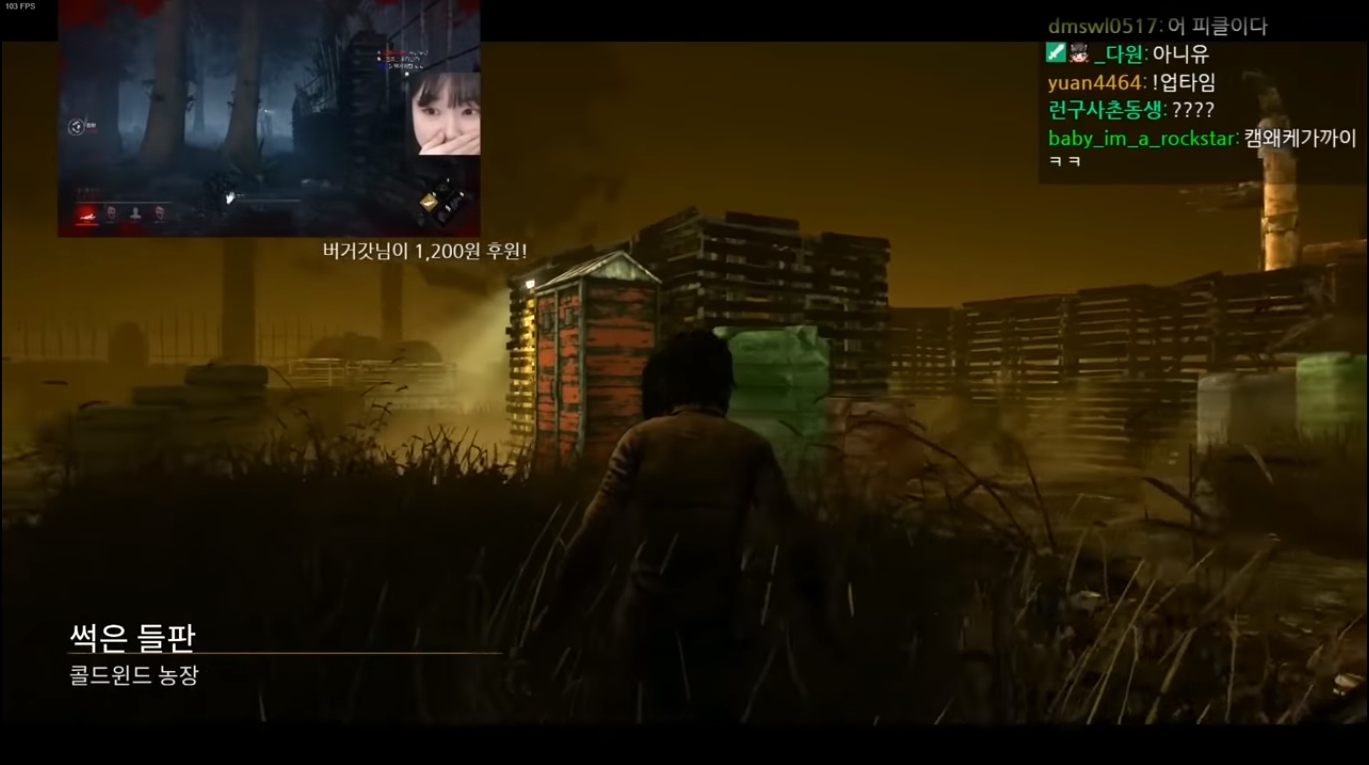 103 FPS
dmswl0517: 어 피클이다
_다원: 아니유
yuan4464: !업타임
런구사촌동생: ????
baby_im_a_rockstar: 캠왜케가까이
ㅋㅋ
버거갓님이 1,200원 후원!
썩은 들판
콜드윈드 농장